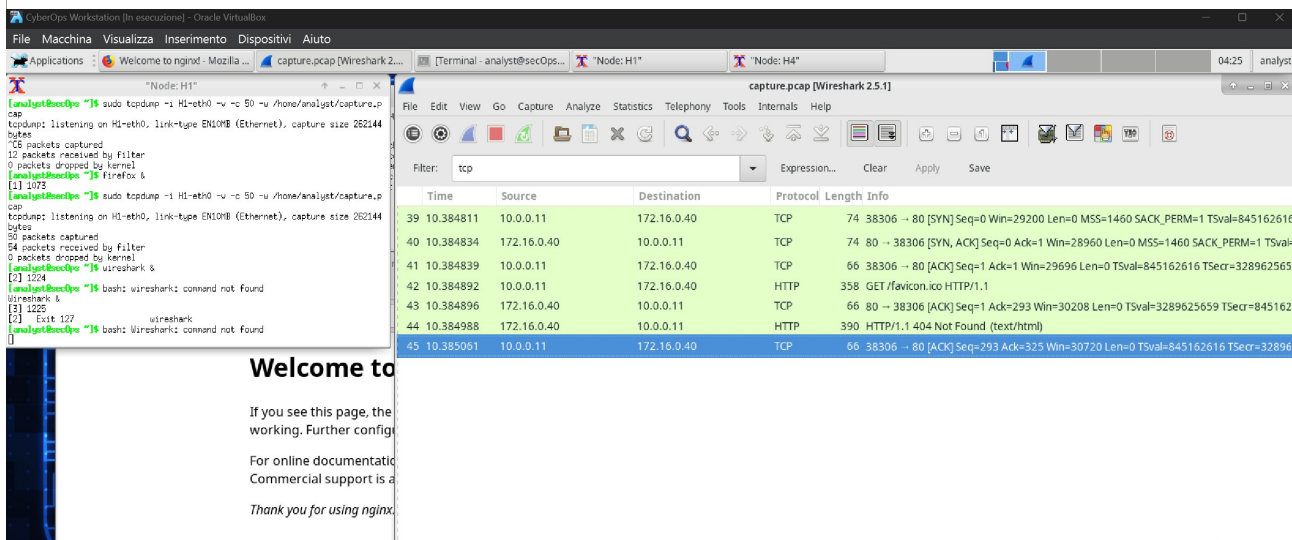 CyberOps Workstation [In esecuzione] - Oracle VirtualBox
File Macchina Visualizza Inserimento Dispositivi Aiuto
Applications Welcome to nginx! - Mozilla ... capture.pcap [Wireshark 2.... [Terminal - analyst@secOps... "Node: H1" "Node: H4" 04:25 analyst
"Node: H1"
[analyst@secOps ~]$ sudo tcpdump -i H1-eth0 -v -c 50 -w /home/analyst/capture.p
cap
tcpdump: listening on H1-eth0, link-type EN10MB (Ethernet), capture size 262144
bytes
^C6 packets captured
12 packets received by filter
0 packets dropped by kernel
[analyst@secOps ~]$ firefox &
[1] 1073
[analyst@secOps ~]$ sudo tcpdump -i H1-eth0 -v -c 50 -w /home/analyst/capture.p
cap
tcpdump: listening on H1-eth0, link-type EN10MB (Ethernet), capture size 262144
bytes
50 packets captured
54 packets received by filter
0 packets dropped by kernel
[analyst@secOps ~]$ wireshark &
[2] 1224
[analyst@secOps ~]$ bash: wireshark: command not found
Wireshark &
[3] 1225
[2] Exit 127 wireshark
[analyst@secOps ~]$ bash: Wireshark: command not found
Welcome to
If you see this page, the
working. Further config
For online documentatic
Commercial support is a
Thank you for using nginx.
capture.pcap [Wireshark 2.5.1]
File Edit View Go Capture Analyze Statistics Telephony Tools Internals Help
Filter: tcp Expression... Clear Apply Save
Time Source Destination Protocol Length Info
39 10.384811 10.0.0.11 172.16.0.40 TCP 74 38306 → 80 [SYN] Seq=0 Win=29200 Len=0 MSS=1460 SACK_PERM=1 TSval=845162616
40 10.384834 172.16.0.40 10.0.0.11 TCP 74 80 → 38306 [SYN, ACK] Seq=0 Ack=1 Win=28960 Len=0 MSS=1460 SACK_PERM=1 TSval=
41 10.384839 10.0.0.11 172.16.0.40 TCP 66 38306 → 80 [ACK] Seq=1 Ack=1 Win=29696 Len=0 TSval=845162616 TSecr=328962565
42 10.384892 10.0.0.11 172.16.0.40 HTTP 358 GET /favicon.ico HTTP/1.1
43 10.384896 172.16.0.40 10.0.0.11 TCP 66 80 → 38306 [ACK] Seq=1 Ack=293 Win=30208 Len=0 TSval=3289625659 TSecr=845162
44 10.384988 172.16.0.40 10.0.0.11 HTTP 390 HTTP/1.1 404 Not Found (text/html)
45 10.385061 10.0.0.11 172.16.0.40 TCP 66 38306 → 80 [ACK] Seq=293 Ack=325 Win=30720 Len=0 TSval=845162616 TSecr=32896